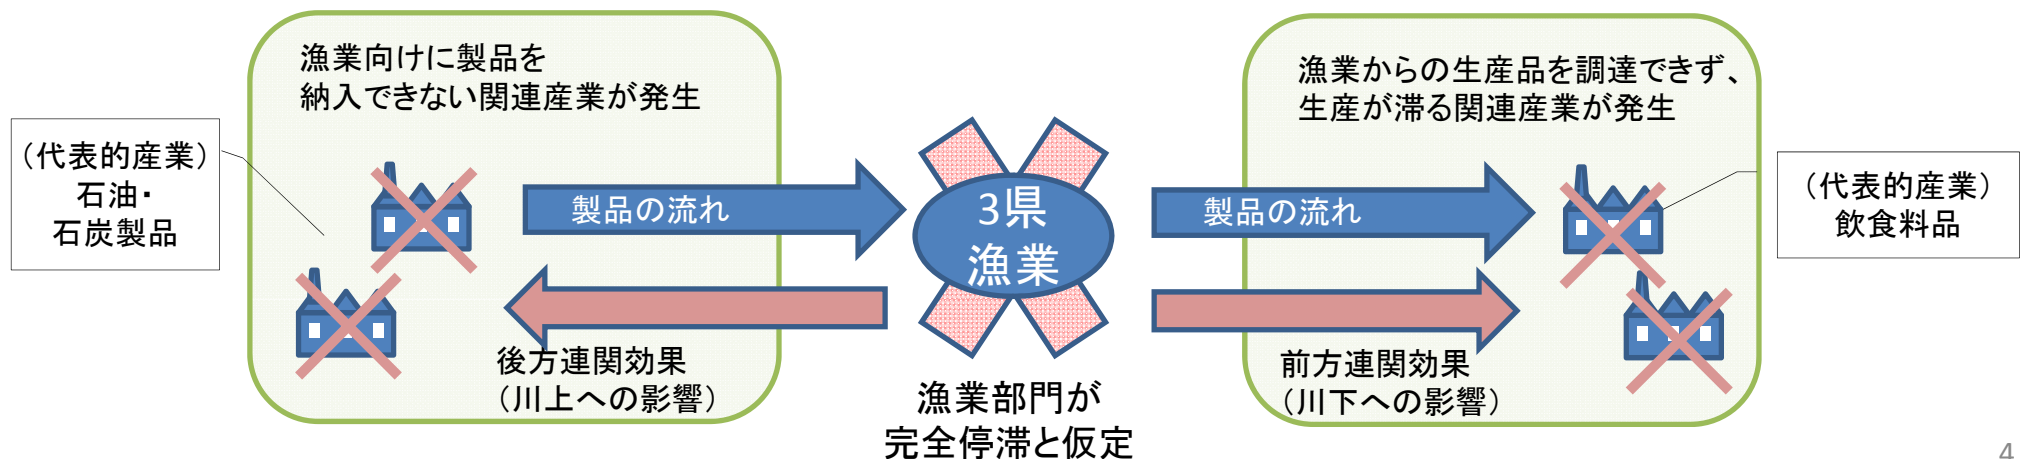 漁業向けに製品を
納入できない関連産業が発生
(代表的産業)
石油・
石炭製品
製品の流れ
後方連関効果
(川上への影響)
3県
漁業
漁業部門が
完全停滞と仮定
漁業からの生産品を調達できず、
生産が滞る関連産業が発生
製品の流れ
前方連関効果
(川下への影響)
(代表的産業)
飲食料品
4